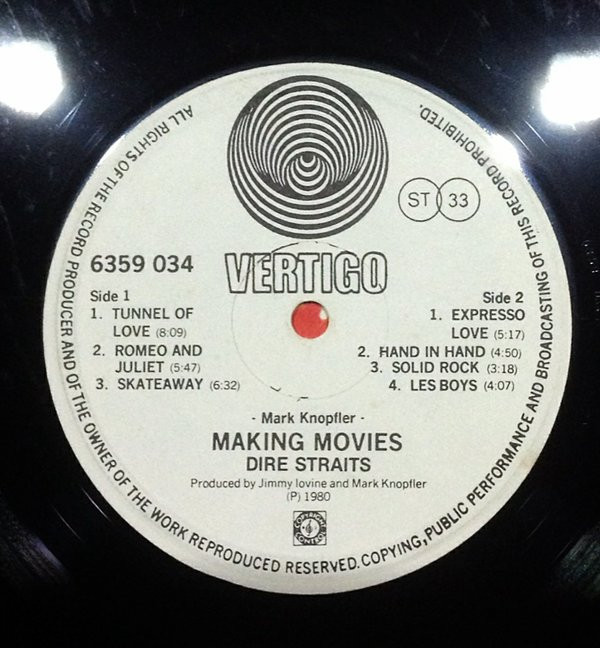 ALL RIGHTS OF THE RECORD PRODUCER AND OF THE OWNER OF THE WORK REPRODUCED RESERVED. COPYING, PUBLIC PERFORMANCE AND BROADCASTING OF THIS RECORD PROHIBITED.
ST 33
6359 034
VERTIGO
Side 1
1. TUNNEL OF
LOVE (8:09)
2. ROMEO AND
JULIET (5:47)
3. SKATEAWAY (6:32)
Side 2
1. EXPRESSO
LOVE (5:17)
2. HAND IN HAND (4:50)
3. SOLID ROCK (3:18)
4. LES BOYS (4:07)
- Mark Knopfler -
MAKING MOVIES
DIRE STRAITS
Produced by Jimmy Iovine and Mark Knopfler
(P) 1980
COPYRIGHT
CONTROL